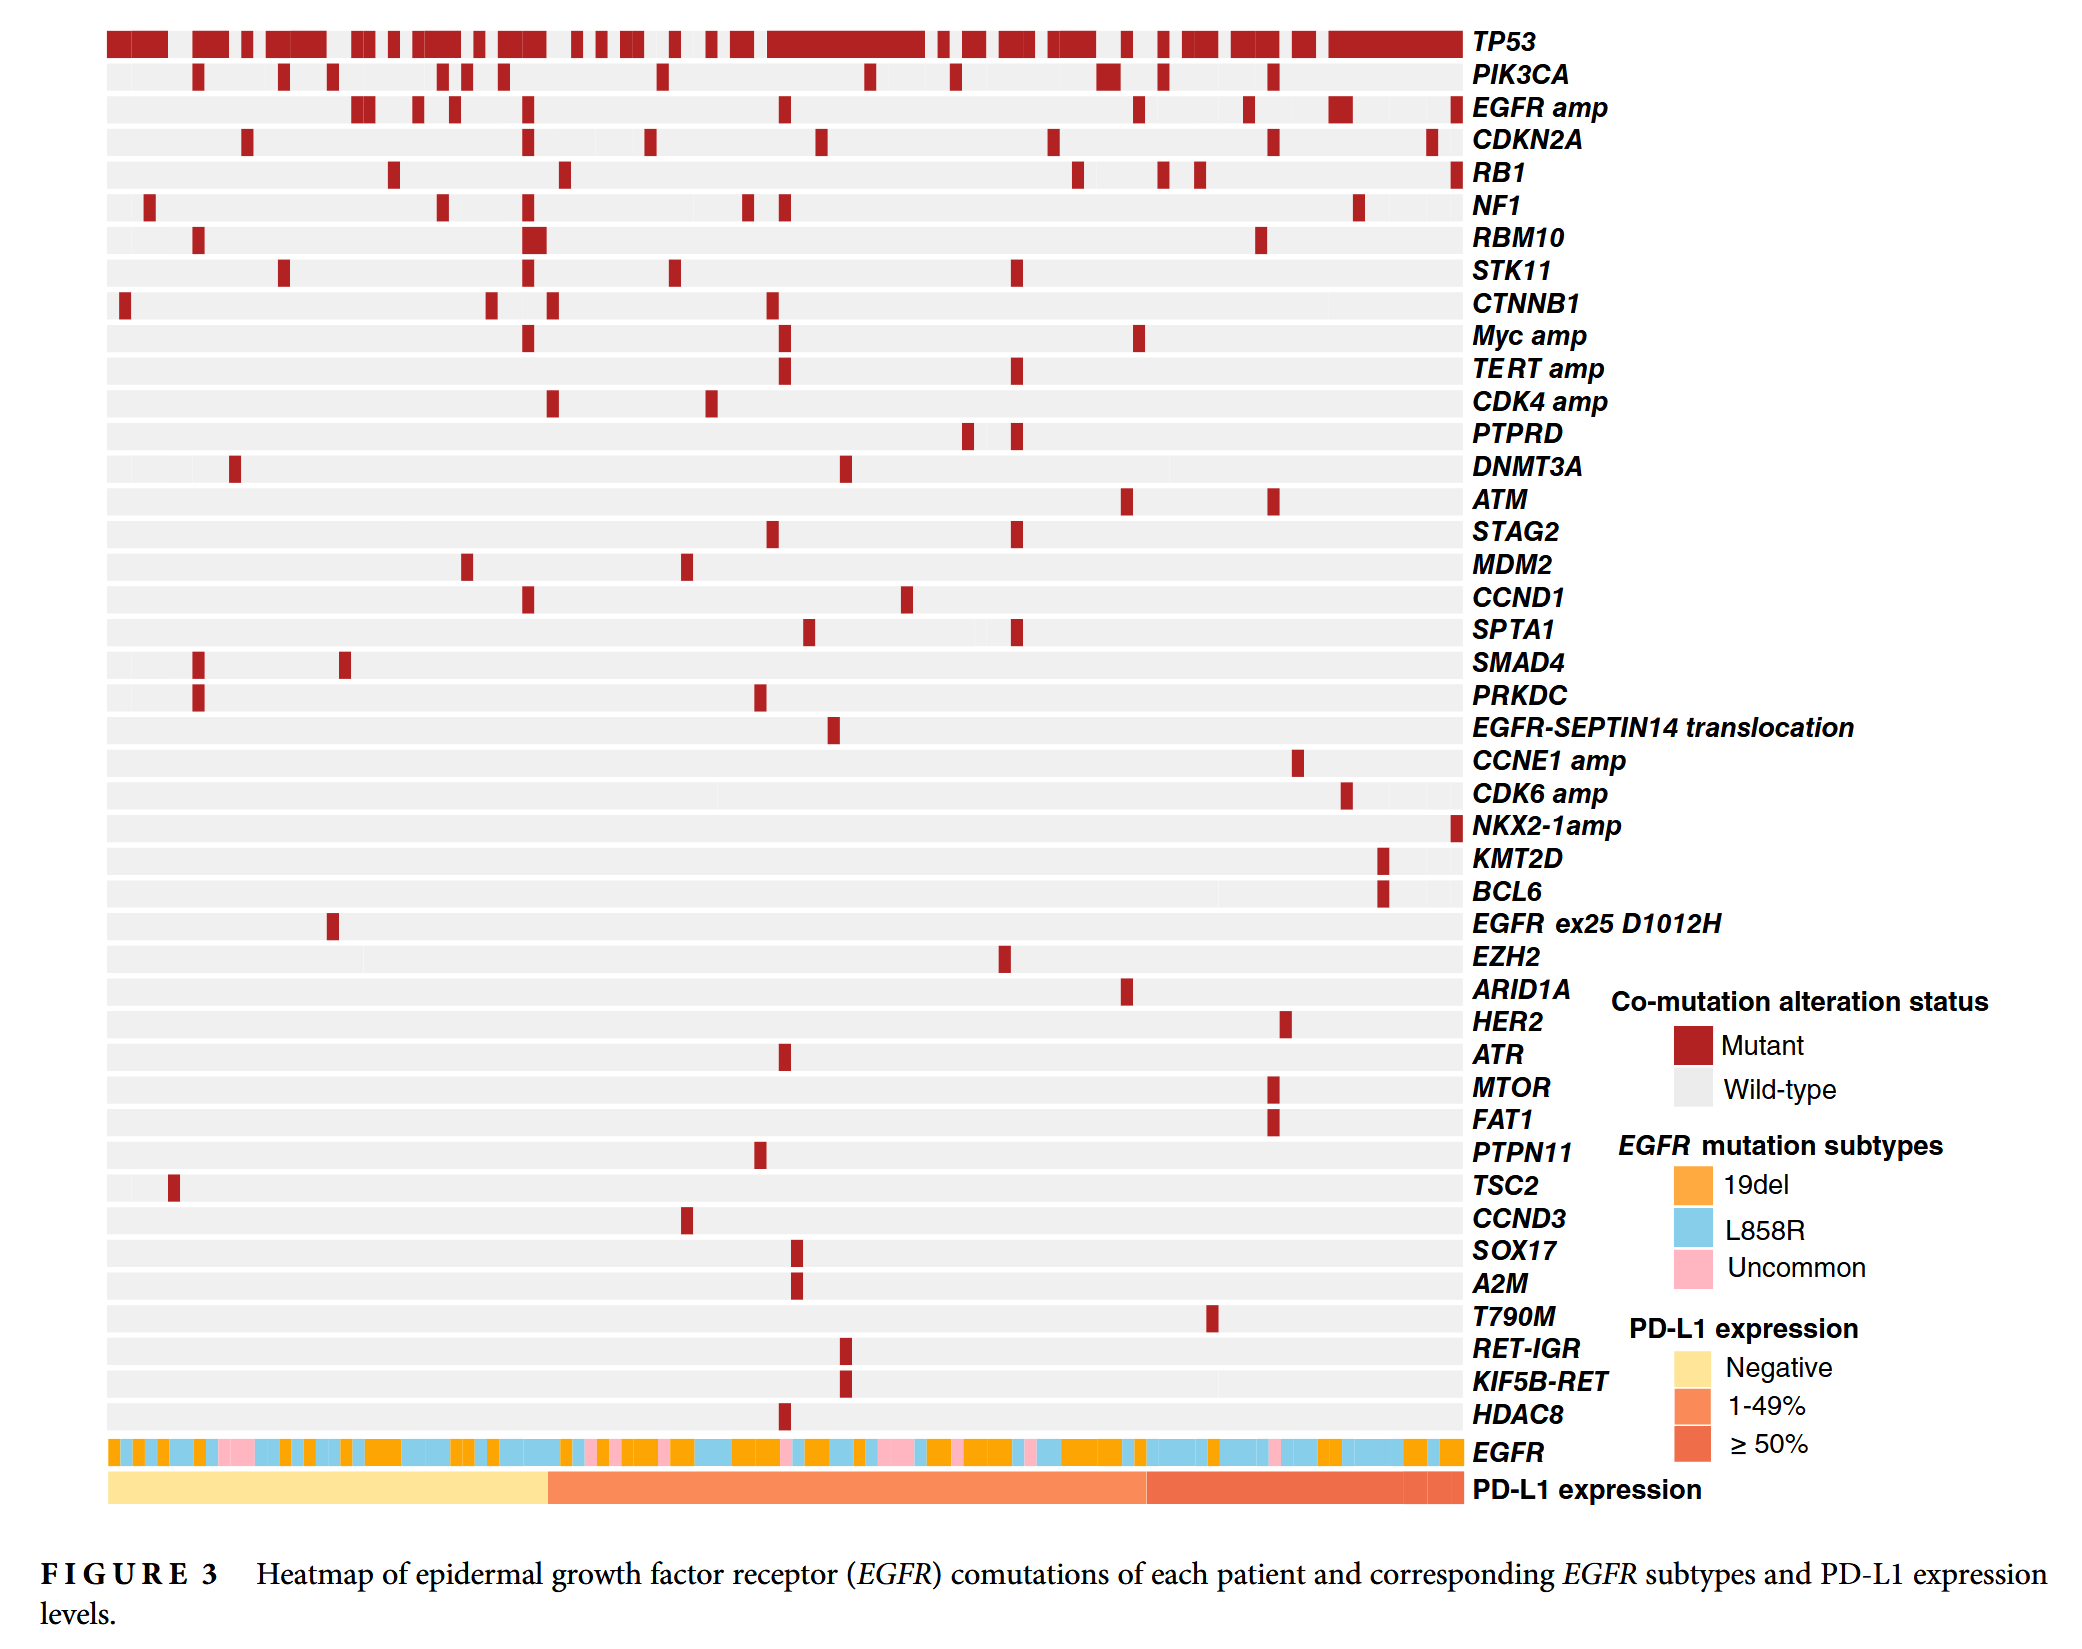 TP53
PIK3CA
EGFR amp
CDKN2A
RB1
NF1
RBM10
STK11
CTNNB1
Myc amp
TERT amp
CDK4 amp
PTPRD
DNMT3A
ATM
STAG2
MDM2
CCND1
SPTA1
SMAD4
PRKDC
EGFR-SEPTIN14 translocation
CCNE1 amp
CDK6 amp
NKX2-1amp
KMT2D
BCL6
EGFR ex25 D1012H
EZH2
ARID1A
HER2
ATR
MTOR
FAT1
PTPN11
TSC2
CCND3
SOX17
A2M
T790M
RET-IGR
KIF5B-RET
HDAC8
EGFR
PD-L1 expression
Co-mutation alteration status
Mutant
Wild-type
EGFR mutation subtypes
19del
L858R
Uncommon
PD-L1 expression
Negative
1-49%
≥ 50%
FIGURE 3 Heatmap of epidermal growth factor receptor (EGFR) comutations of each patient and corresponding EGFR subtypes and PD-L1 expression
levels.